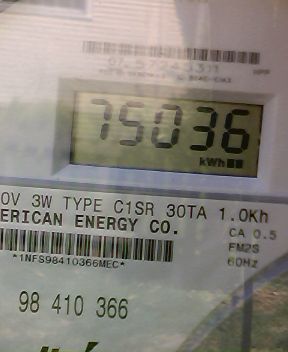 75036
kWh
0V 3W TYPE C1SR 30TA 1.0Kh
ERICAN ENERGY CO.
CA 0.5
FM2S
60Hz
*1NFS98410366MEC*
98 410 366